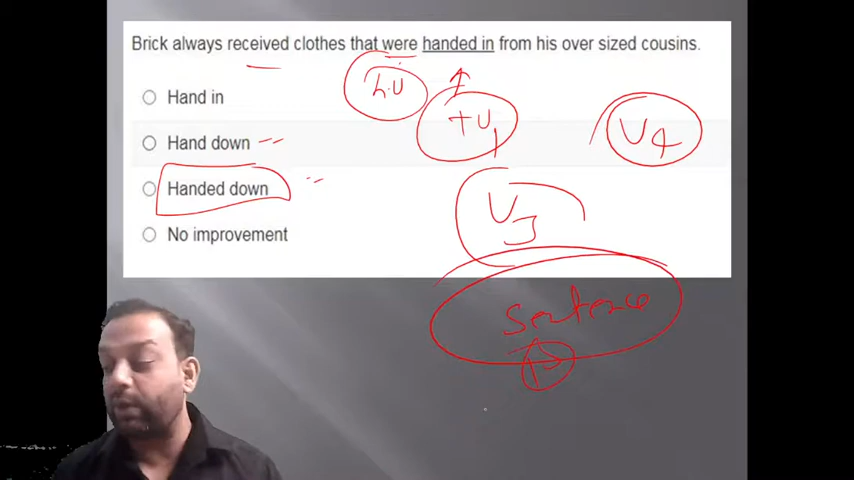 Brick always received clothes that were handed in from his over sized cousins.
h.v
+V1
V4
Hand in
Hand down
Handed down
V3
No improvement
Sentence